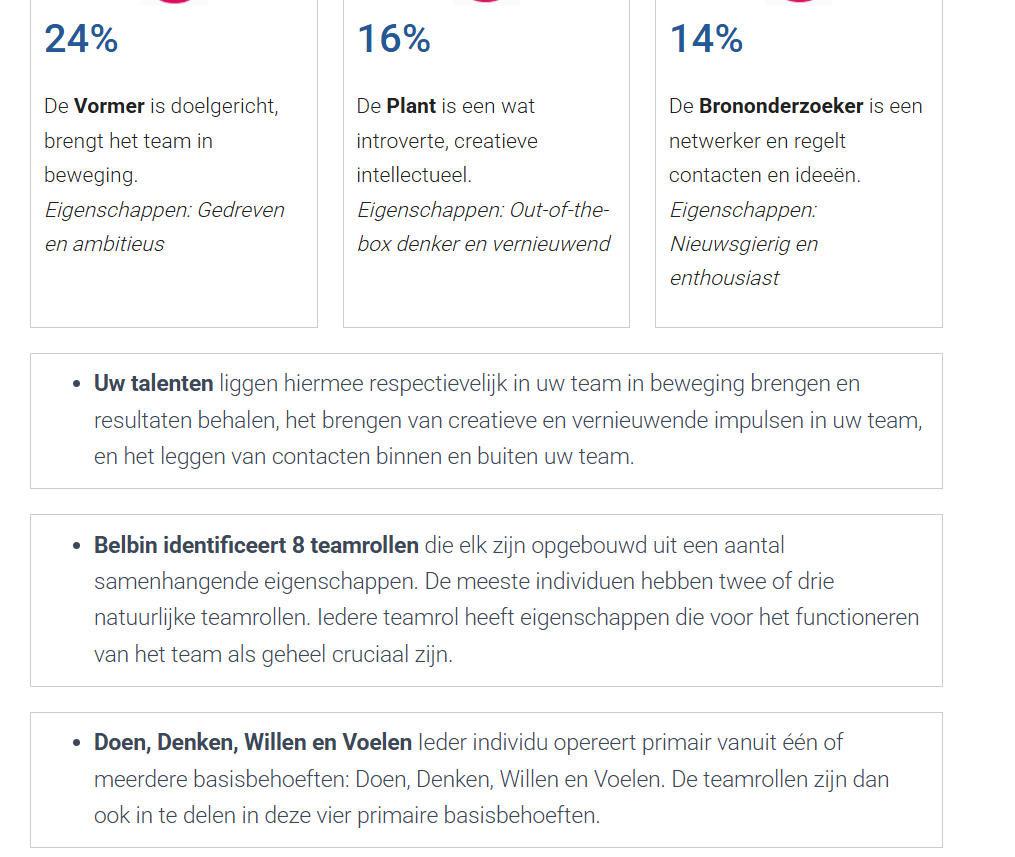 24%
De Vormer is doelgericht,
brengt het team in
beweging.
Eigenschappen: Gedreven
en ambitieus
16%
De Plant is een wat
introverte, creatieve
intellectueel.
Eigenschappen: Out-of-the-
box denker en vernieuwend
14%
De Brononderzoeker is een
netwerker en regelt
contacten en ideeën.
Eigenschappen:
Nieuwsgierig en
enthousiast
• Uw talenten liggen hiermee respectievelijk in uw team in beweging brengen en
resultaten behalen, het brengen van creatieve en vernieuwende impulsen in uw team,
en het leggen van contacten binnen en buiten uw team.
• Belbin identificeert 8 teamrollen die elk zijn opgebouwd uit een aantal
samenhangende eigenschappen. De meeste individuen hebben twee of drie
natuurlijke teamrollen. Iedere teamrol heeft eigenschappen die voor het functioneren
van het team als geheel cruciaal zijn.
• Doen, Denken, Willen en Voelen Ieder individu opereert primair vanuit één of
meerdere basisbehoeften: Doen, Denken, Willen en Voelen. De teamrollen zijn dan
ook in te delen in deze vier primaire basisbehoeften.